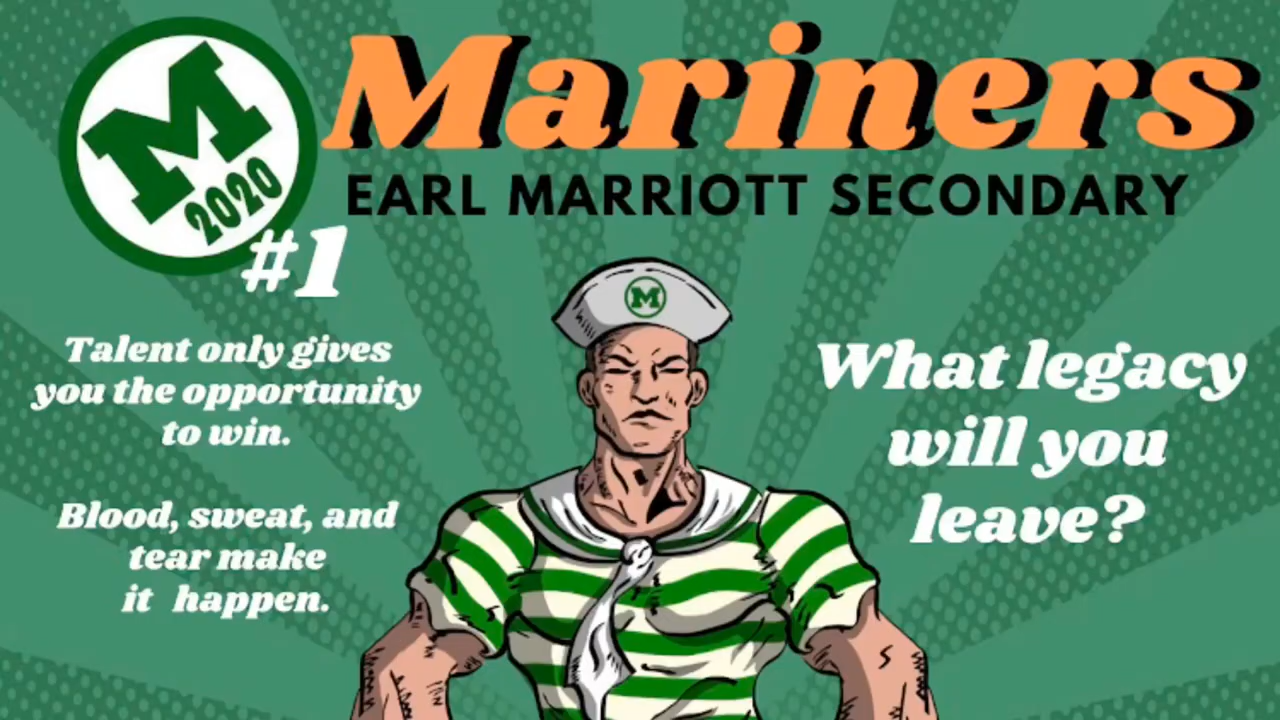 M
2020
#1
Mariners
EARL MARRIOTT SECONDARY
Talent only gives
you the opportunity
to win.
Blood, sweat, and
tear make
it happen.
M
What legacy
will you
leave?